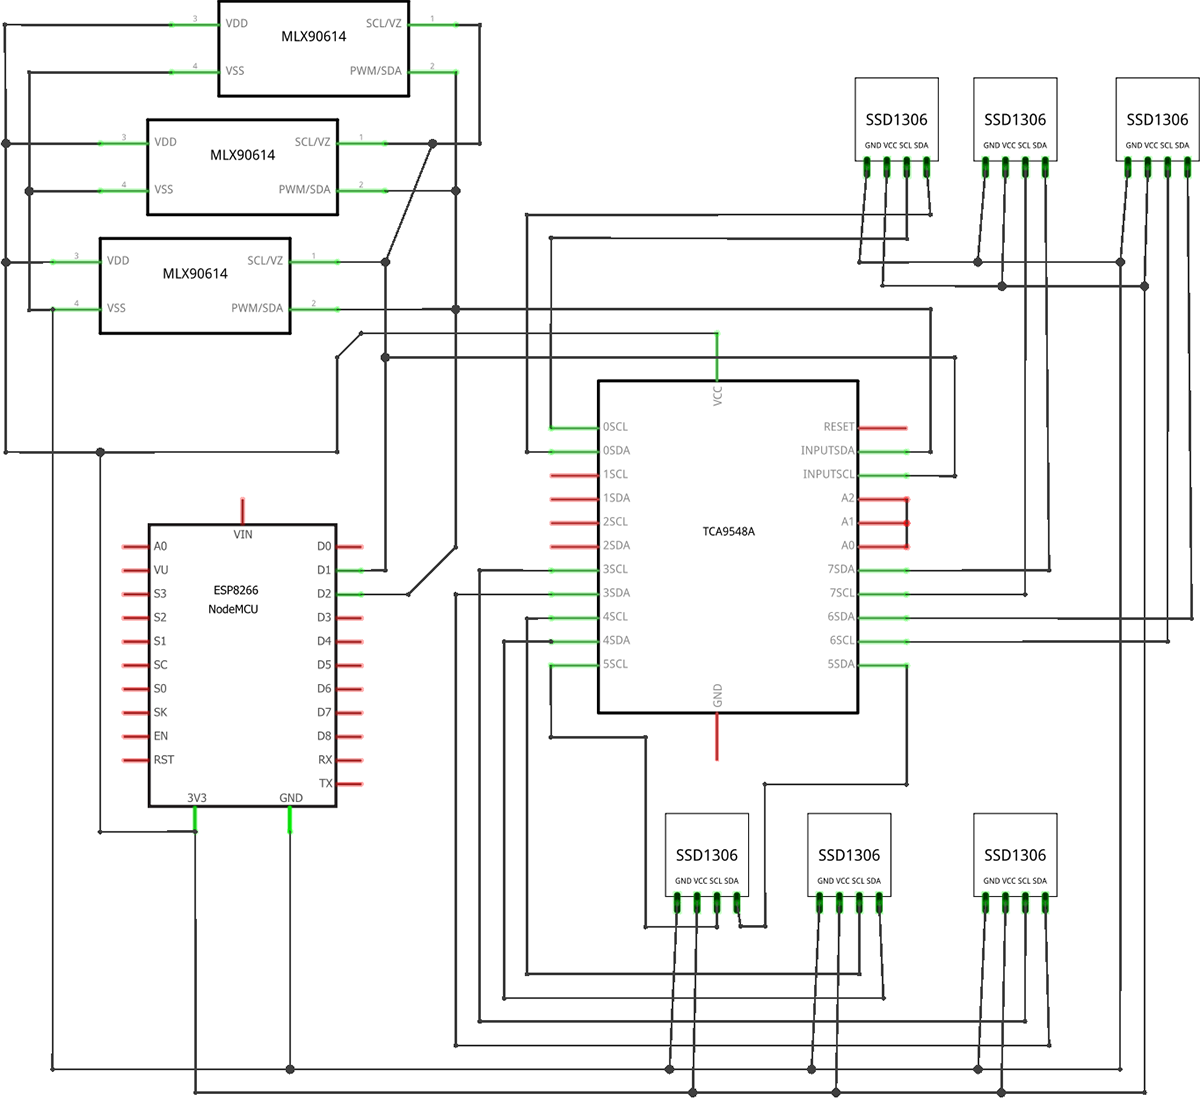 3 VDD SCL/VZ 1
MLX90614
4 VSS PWM/SDA 2
3 VDD SCL/VZ 1
MLX90614
4 VSS PWM/SDA 2
3 VDD SCL/VZ 1
MLX90614
4 VSS PWM/SDA 2
SSD1306
GND VCC SCL SDA
SSD1306
GND VCC SCL SDA
SSD1306
GND VCC SCL SDA
VCC
0SCL RESET
0SDA INPUTSDA
1SCL INPUTSCL
1SDA A2
2SCL A1
2SDA A0
3SCL 7SDA
3SDA 7SCL
4SCL 6SDA
4SDA 6SCL
5SCL 5SDA
TCA9548A
GND
VIN
A0 D0
VU D1
S3 D2
S2 D3
S1 D4
SC D5
S0 D6
SK D7
EN D8
RST RX
TX
ESP8266
NodeMCU
3V3 GND
SSD1306
GND VCC SCL SDA
SSD1306
GND VCC SCL SDA
SSD1306
GND VCC SCL SDA